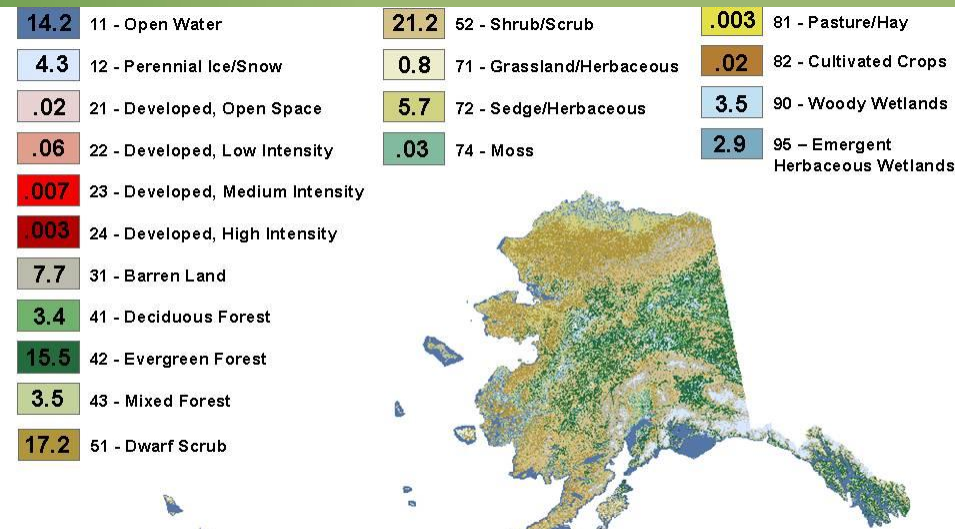 14.2 11 - Open Water
4.3 12 - Perennial Ice/Snow
.02 21 - Developed, Open Space
.06 22 - Developed, Low Intensity
.007 23 - Developed, Medium Intensity
.003 24 - Developed, High Intensity
7.7 31 - Barren Land
3.4 41 - Deciduous Forest
15.5 42 - Evergreen Forest
3.5 43 - Mixed Forest
17.2 51 - Dwarf Scrub
21.2 52 - Shrub/Scrub
0.8 71 - Grassland/Herbaceous
5.7 72 - Sedge/Herbaceous
.03 74 - Moss
.003 81 - Pasture/Hay
.02 82 - Cultivated Crops
3.5 90 - Woody Wetlands
2.9 95 – Emergent
Herbaceous Wetlands